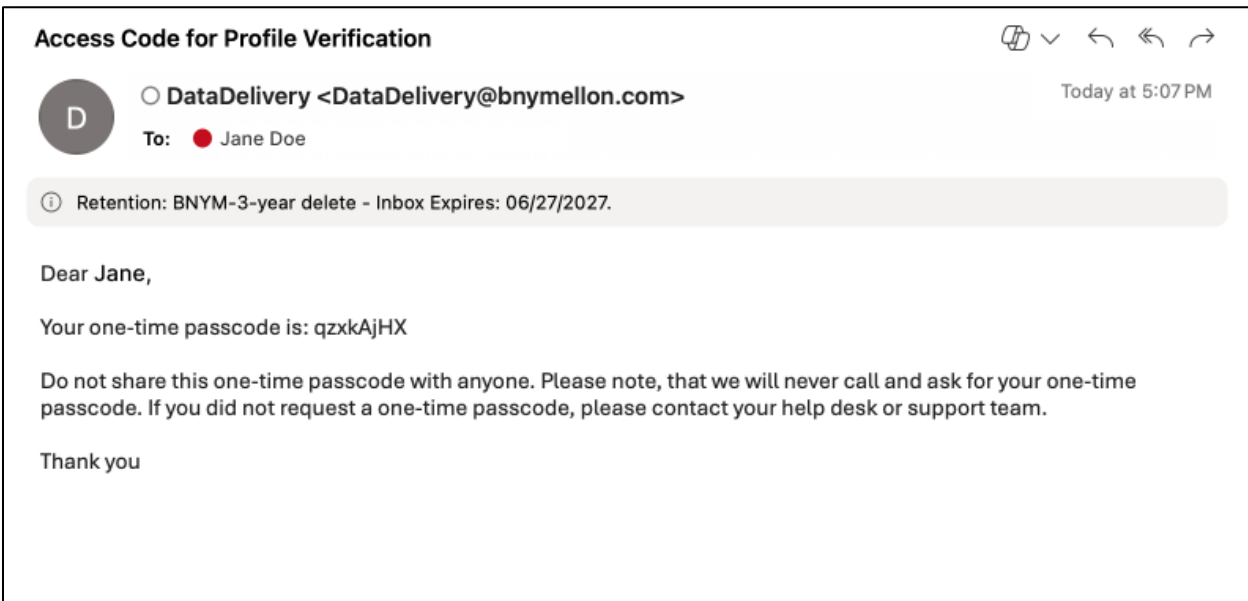 Access Code for Profile Verification
D
DataDelivery <DataDelivery@bnymellon.com>
Today at 5:07 PM
To: Jane Doe
Retention: BNYM-3-year delete - Inbox Expires: 06/27/2027.
Dear Jane,
Your one-time passcode is: qzxkAjHX
Do not share this one-time passcode with anyone. Please note, that we will never call and ask for your one-time
passcode. If you did not request a one-time passcode, please contact your help desk or support team.
Thank you